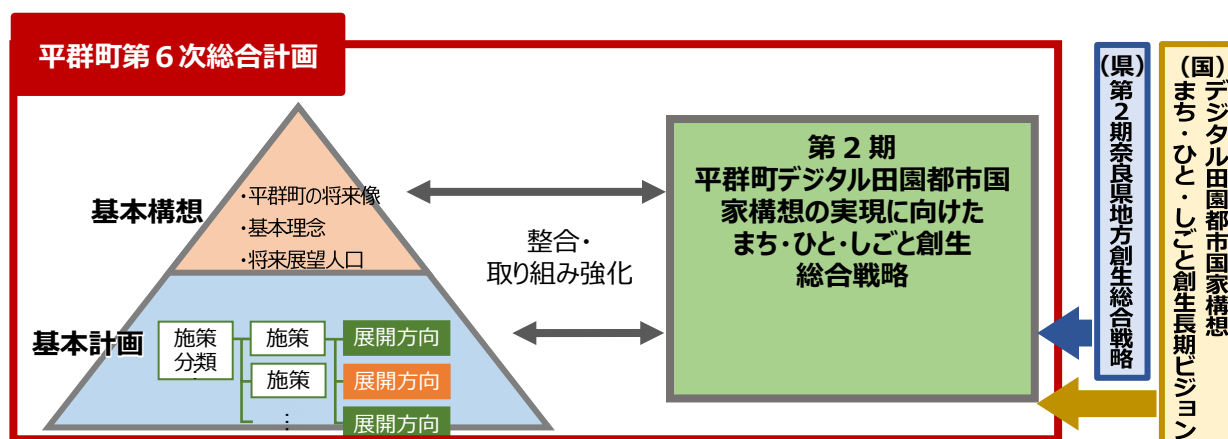 平群町第6次総合計画
基本構想
・平群町の将来像
・基本理念
・将来展望人口
基本計画
施策
分類
施策
施策
⋮
展開方向
展開方向
展開方向
整合・
取り組み強化
第2期
平群町デジタル田園都市国
家構想の実現に向けた
まち・ひと・しごと創生
総合戦略
(県)
第2期奈良県地方創生総合戦略
(国)
デジタル田園都市国家構想
まち・ひと・しごと創生長期ビジョン